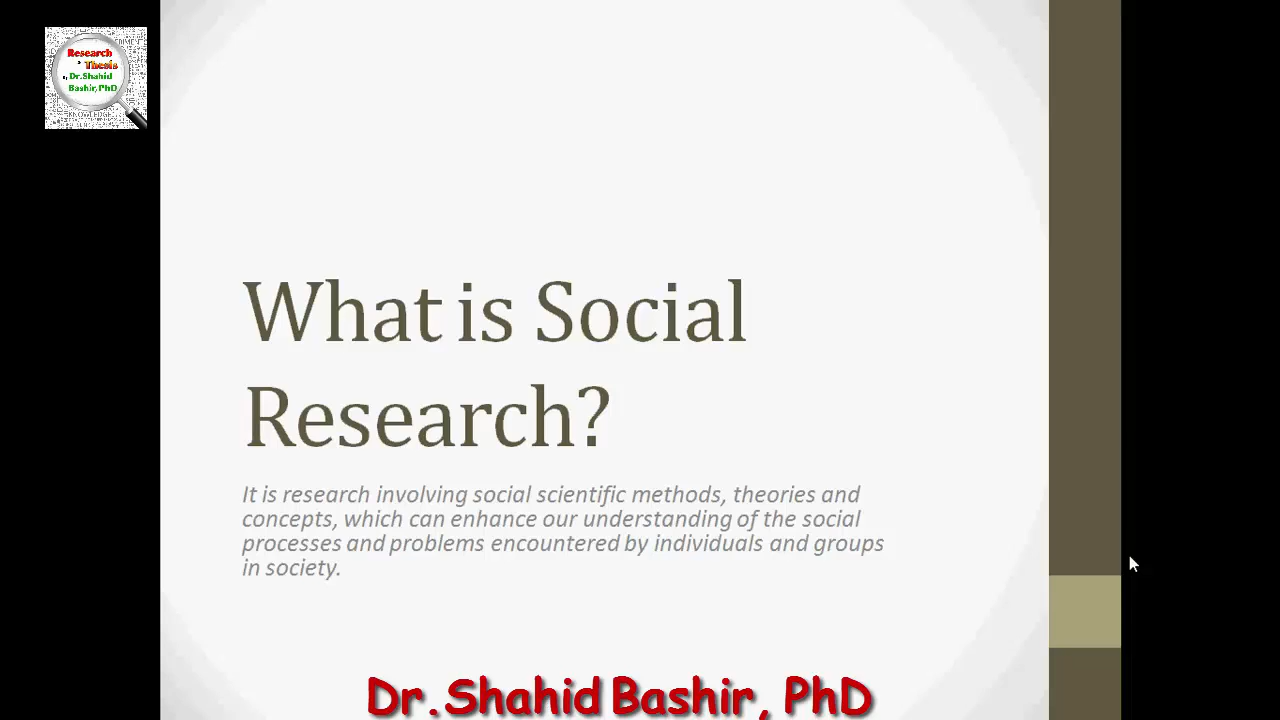 Research
Thesis
Dr.Shahid
Bashir, PhD
KNOWLEDGE
What is Social
Research?
It is research involving social scientific methods, theories and
concepts, which can enhance our understanding of the social
processes and problems encountered by individuals and groups
in society.
Dr.Shahid Bashir, PhD